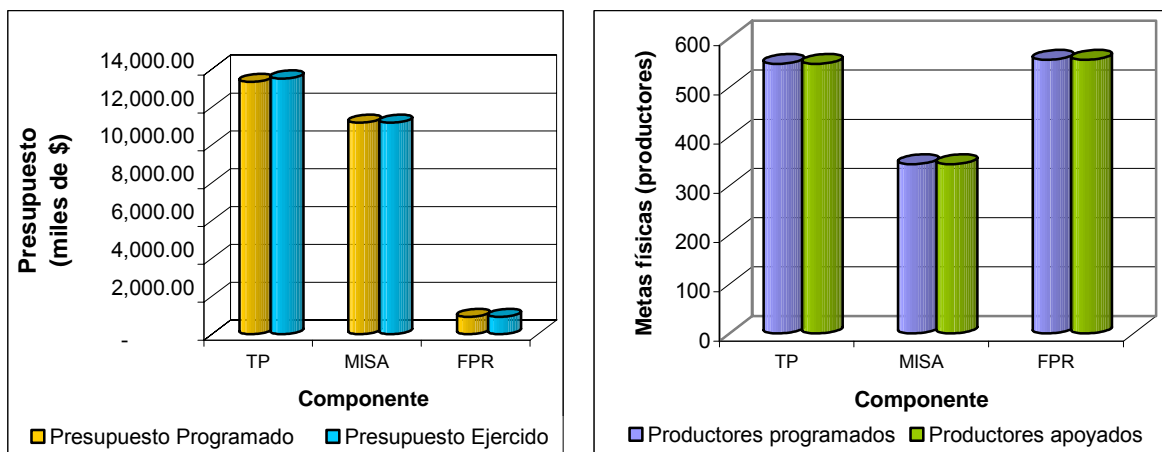 Presupuesto
(miles de $)
14,000.00
12,000.00
10,000.00
8,000.00
6,000.00
4,000.00
2,000.00
-
TP MISA FPR
Componente
Presupuesto Programado Presupuesto Ejercido
Metas físicas (productores)
600
500
400
300
200
100
0
TP MISA FPR
Componente
Productores programados Productores apoyados